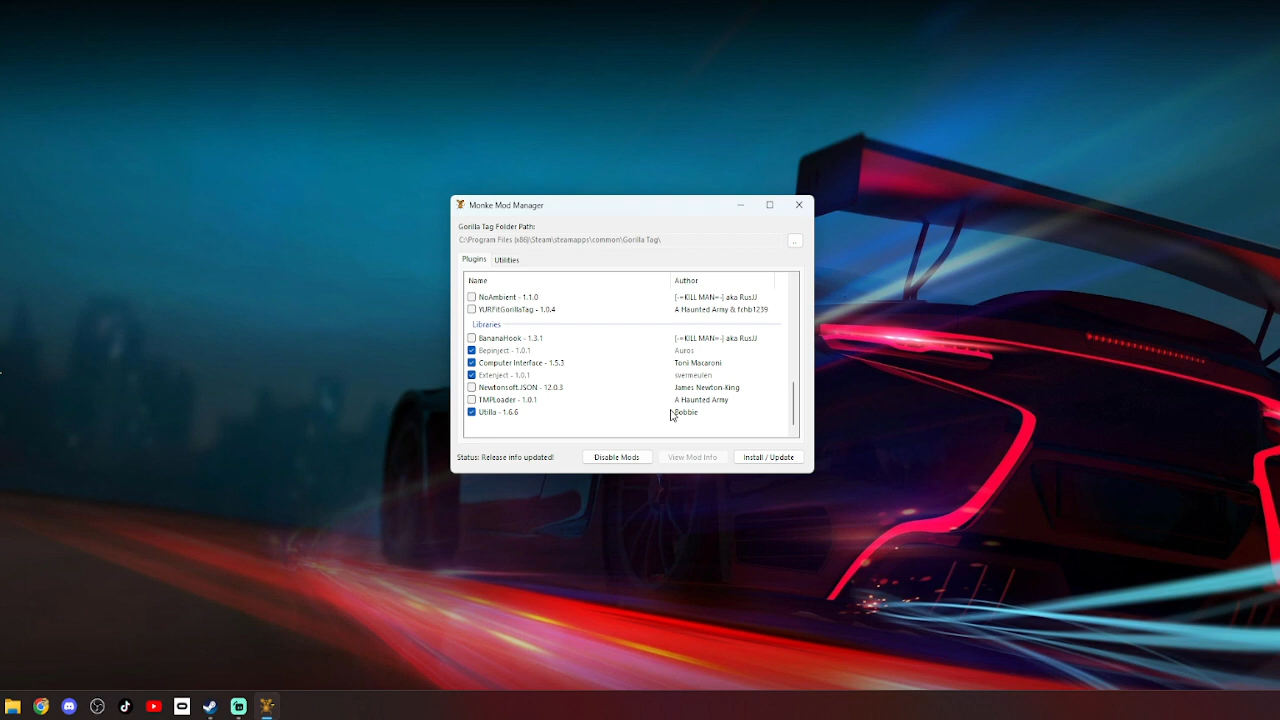 Monke Mod Manager
Gorilla Tag Folder Path:
C:\Program Files (x86)\Steam\steamapps\common\Gorilla Tag\
..
Plugins Utilities
Name Author
NoAmbient - 1.1.0 [-=KILL MAN=-] aka RusJJ
YURFitGorillaTag - 1.0.4 A Haunted Army & fchb1239
Libraries
BananaHook - 1.3.1 [-=KILL MAN=-] aka RusJJ
Bepinject - 1.0.1 Auros
Computer Interface - 1.5.3 Toni Macaroni
Extenject - 1.0.1 svermeulen
Newtonsoft.JSON - 12.0.3 James Newton-King
TMPLoader - 1.0.1 A Haunted Army
Utilla - 1.6.6 Bobbie
Status: Release info updated! Disable Mods View Mod Info Install / Update